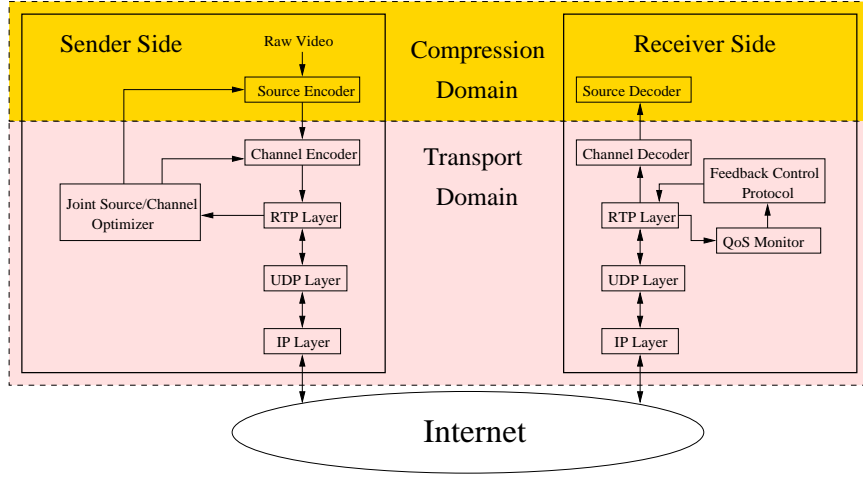 Sender Side
Raw Video
Source Encoder
Channel Encoder
Joint Source/Channel
Optimizer
RTP Layer
UDP Layer
IP Layer
Compression
Domain
Transport
Domain
Receiver Side
Source Decoder
Channel Decoder
Feedback Control
Protocol
RTP Layer
QoS Monitor
UDP Layer
IP Layer
Internet